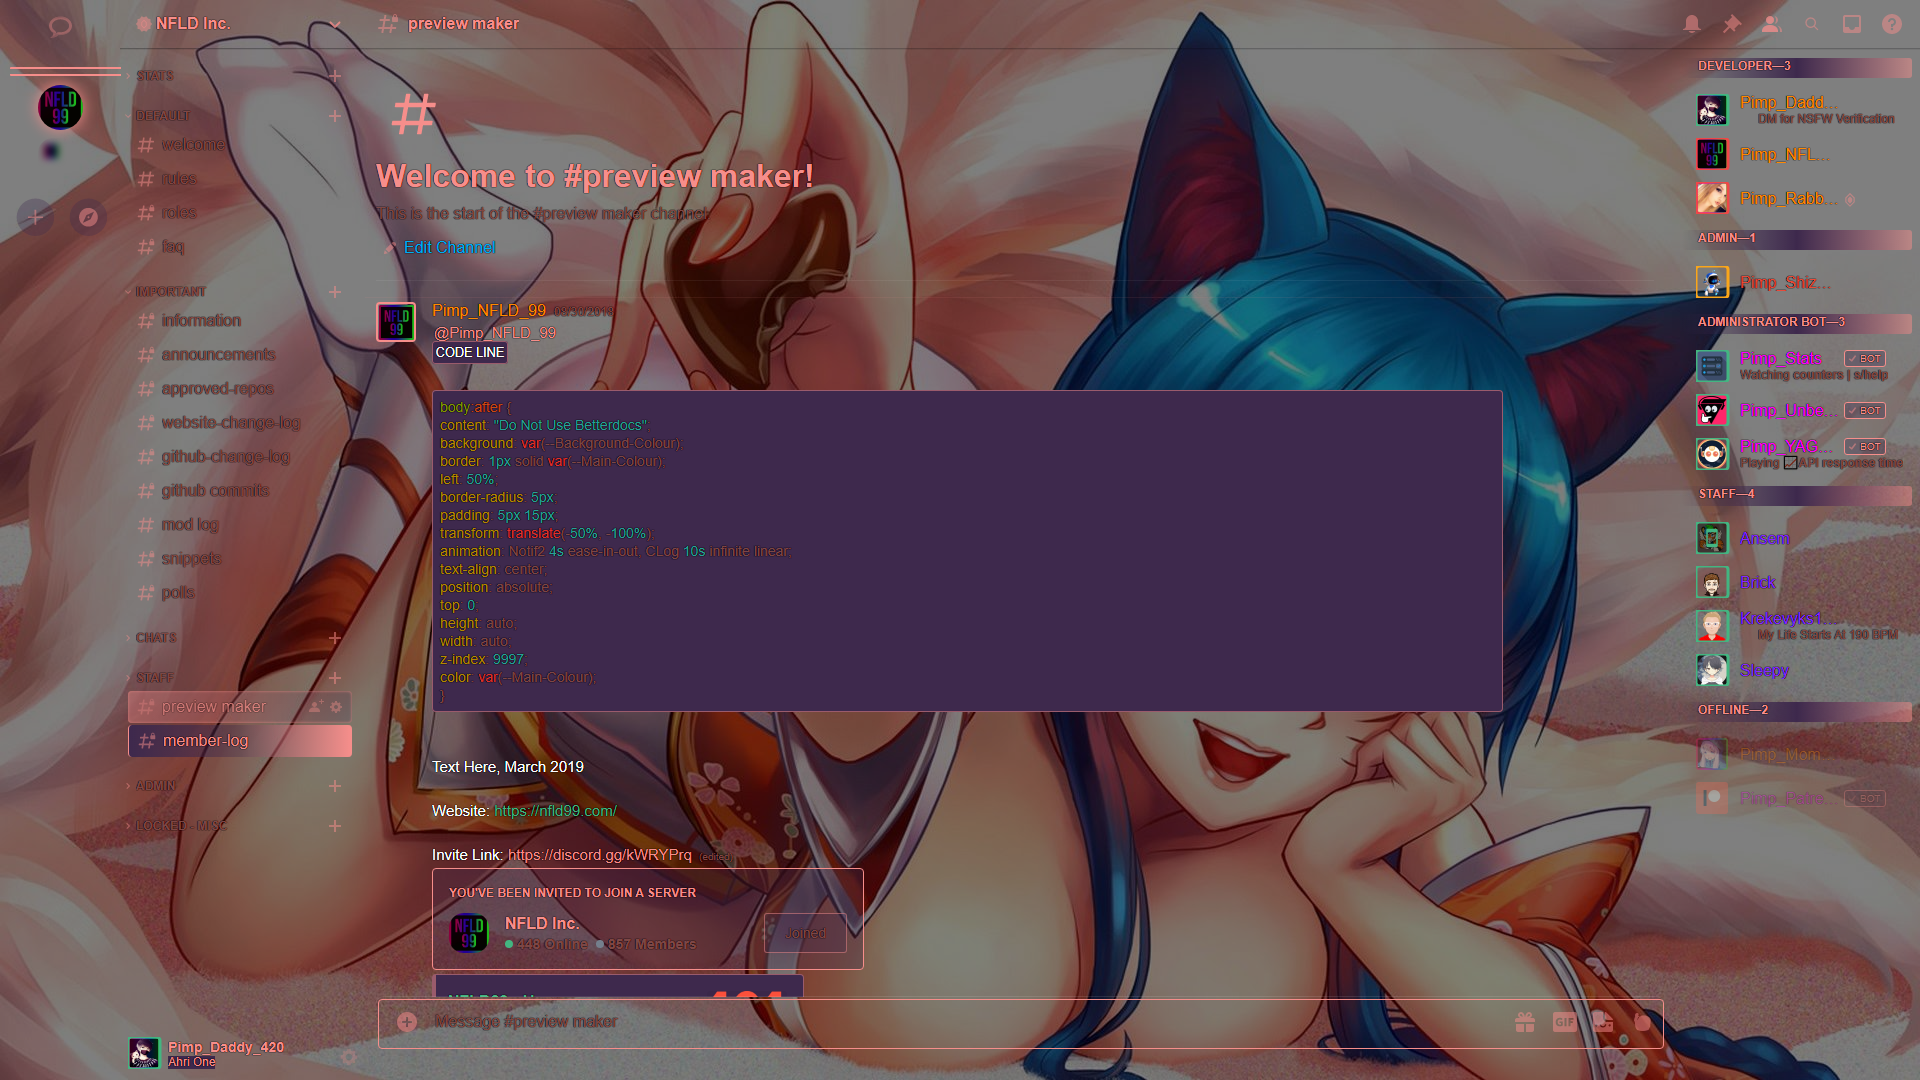 NFLD Inc.
preview maker
STATS
DEFAULT
welcome
rules
roles
faq
IMPORTANT
information
announcements
approved-repos
website-change-log
github-change-log
github commits
mod log
snippets
polls
CHATS
STAFF
preview maker
member-log
ADMIN
LOCKED - MISC
Pimp_Daddy_420
Ahri One
NFLD
99
#
Welcome to #preview maker!
This is the start of the #preview maker channel.
Edit Channel
Pimp_NFLD_99
@Pimp_NFLD_99
CODE LINE
body:after {
content: "Do Not Use Betterdocs";
background: var(--Background-Colour);
border: 1px solid var(--Main-Colour);
left: 50%;
border-radius: 5px;
padding: 5px 15px;
transform: translate(-50%, -100%);
animation: Notif2 4s ease-in-out, CLog 10s infinite linear;
text-align: center;
position: absolute;
top: 0;
height: auto;
width: auto;
z-index: 9997;
color: var(--Main-Colour);
}
Text Here, March 2019
Website: https://nfld99.com/
Invite Link: https://discord.gg/kWRYPrq (edited)
YOU'VE BEEN INVITED TO JOIN A SERVER
NFLD Inc.
448 Online 857 Members
Joined
Message #preview maker
GIF
DEVELOPER—3
Pimp_Dadd...
DM for NSFW Verification
Pimp_NFL...
Pimp_Rabb...
ADMIN—1
Pimp_Shiz...
ADMINISTRATOR BOT—3
Pimp_Stats BOT
Watching counters | s/help
Pimp_Unbe... BOT
Pimp_YAG... BOT
Playing API response time
STAFF—4
Ansem
Brick
Krokevyks1...
My Life Starts At 190 BPM
Sleepy
OFFLINE—2
Pimp_Mom...
Pimp_Patre... BOT